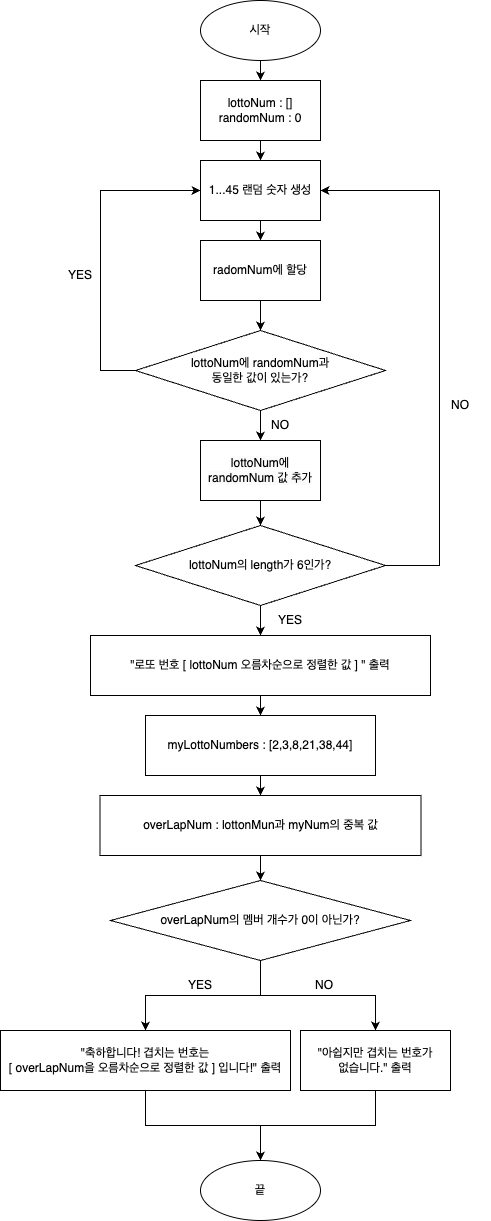 시작
lottoNum : []
randomNum : 0
1...45 랜덤 숫자 생성
YES
radomNum에 할당
lottoNum에 randomNum과
동일한 값이 있는가?
NO
NO
lottoNum에
randomNum 값 추가
lottoNum의 length가 6인가?
YES
"로또 번호 [ lottoNum 오름차순으로 정렬한 값 ] " 출력
myLottoNumbers : [2,3,8,21,38,44]
overLapNum : lottonMun과 myNum의 중복 값
overLapNum의 멤버 개수가 0이 아닌가?
YES
NO
"축하합니다! 겹치는 번호는
[ overLapNum을 오름차순으로 정렬한 값 ] 입니다!" 출력
"아쉽지만 겹치는 번호가
없습니다." 출력
끝